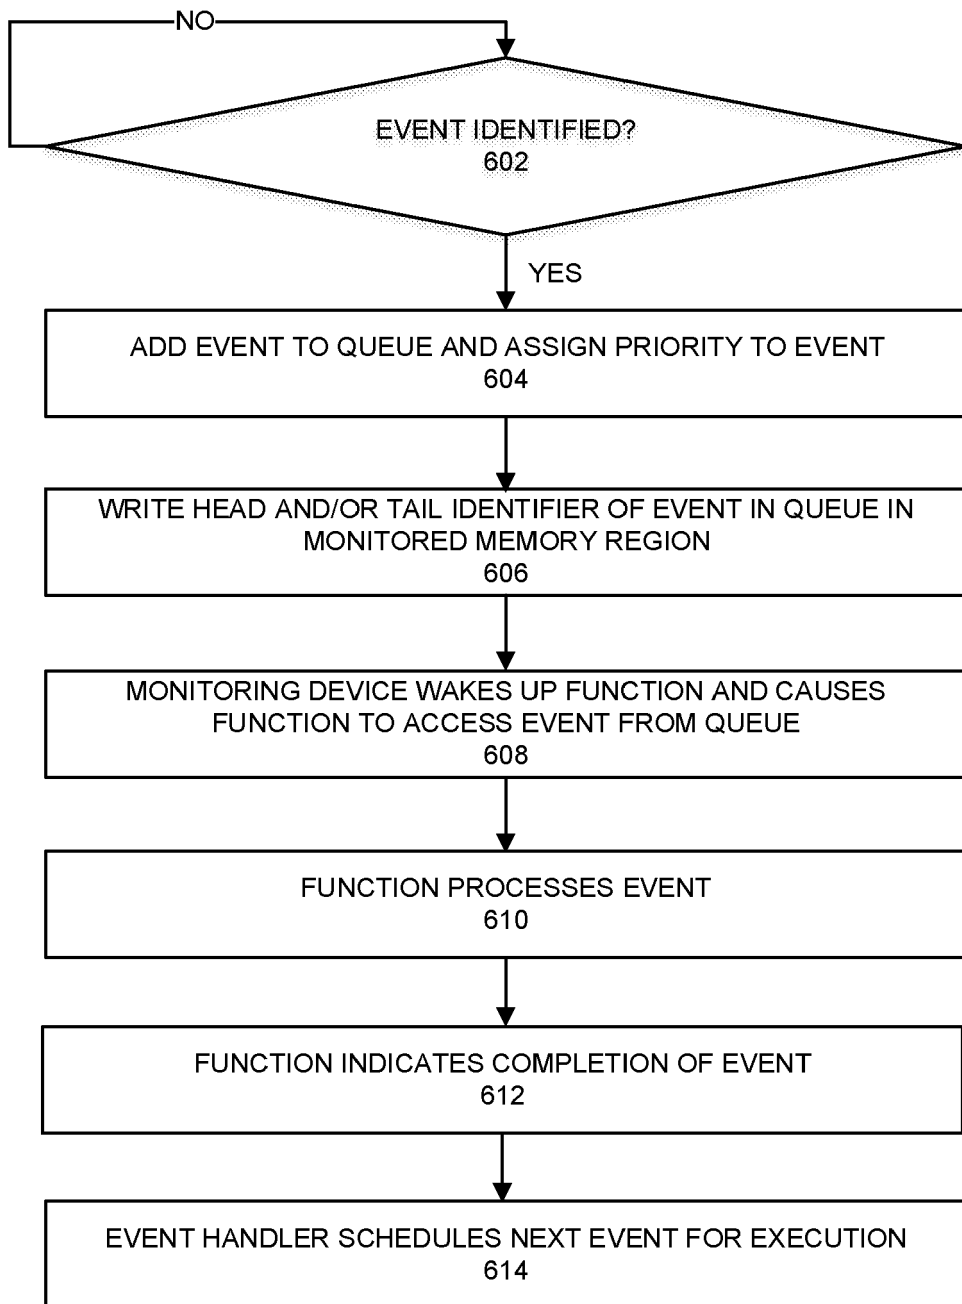 NO
EVENT IDENTIFIED?
602
YES
ADD EVENT TO QUEUE AND ASSIGN PRIORITY TO EVENT
604
WRITE HEAD AND/OR TAIL IDENTIFIER OF EVENT IN QUEUE IN
MONITORED MEMORY REGION
606
MONITORING DEVICE WAKES UP FUNCTION AND CAUSES
FUNCTION TO ACCESS EVENT FROM QUEUE
608
FUNCTION PROCESSES EVENT
610
FUNCTION INDICATES COMPLETION OF EVENT
612
EVENT HANDLER SCHEDULES NEXT EVENT FOR EXECUTION
614